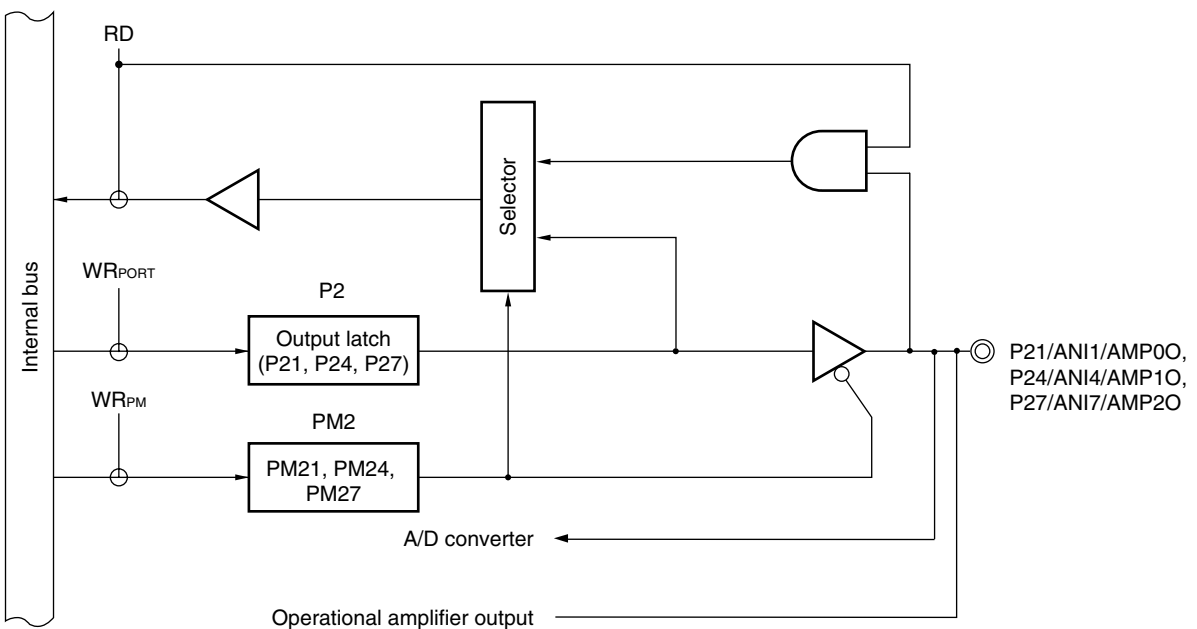 RD
Selector
Internal bus
WRPORT
P2
Output latch
(P21, P24, P27)
P21/ANI1/AMP0O,
P24/ANI4/AMP1O,
P27/ANI7/AMP2O
WRPM
PM2
PM21, PM24,
PM27
A/D converter
Operational amplifier output